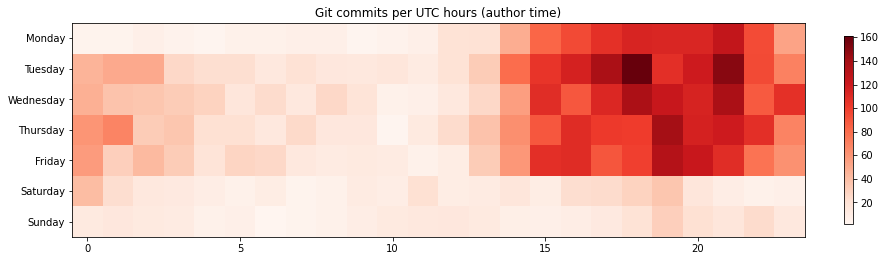 Git commits per UTC hours (author time)
Monday
Tuesday
Wednesday
Thursday
Friday
Saturday
Sunday
0 5 10 15 20
160
140
120
100
80
60
40
20